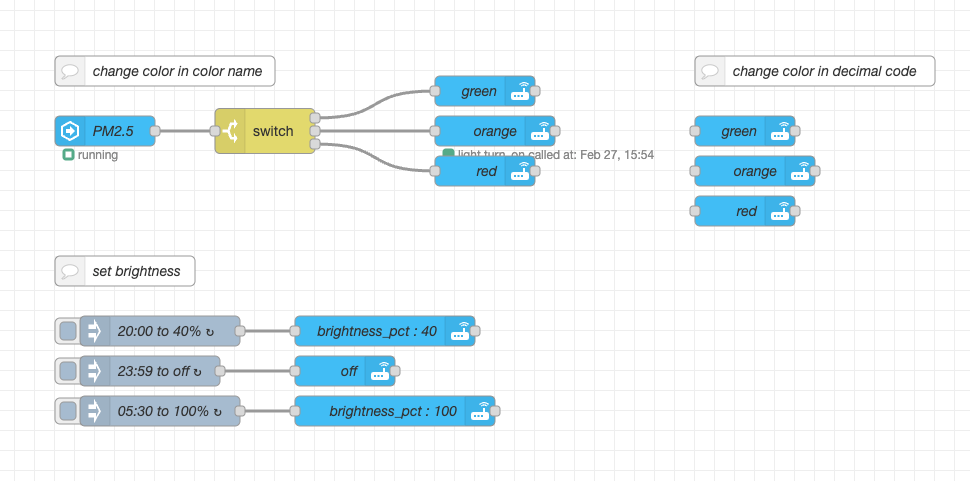 change color in color name
change color in decimal code
green
PM2.5
switch
orange
green
running
light turn_on called at: Feb 27, 15:54
red
orange
red
set brightness
20:00 to 40% ↻
brightness_pct : 40
23:59 to off ↻
off
05:30 to 100% ↻
brightness_pct : 100